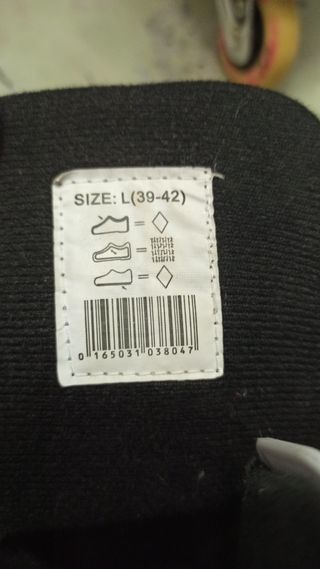 SIZE: L(39-42)
=
=
=
0 165031 038047